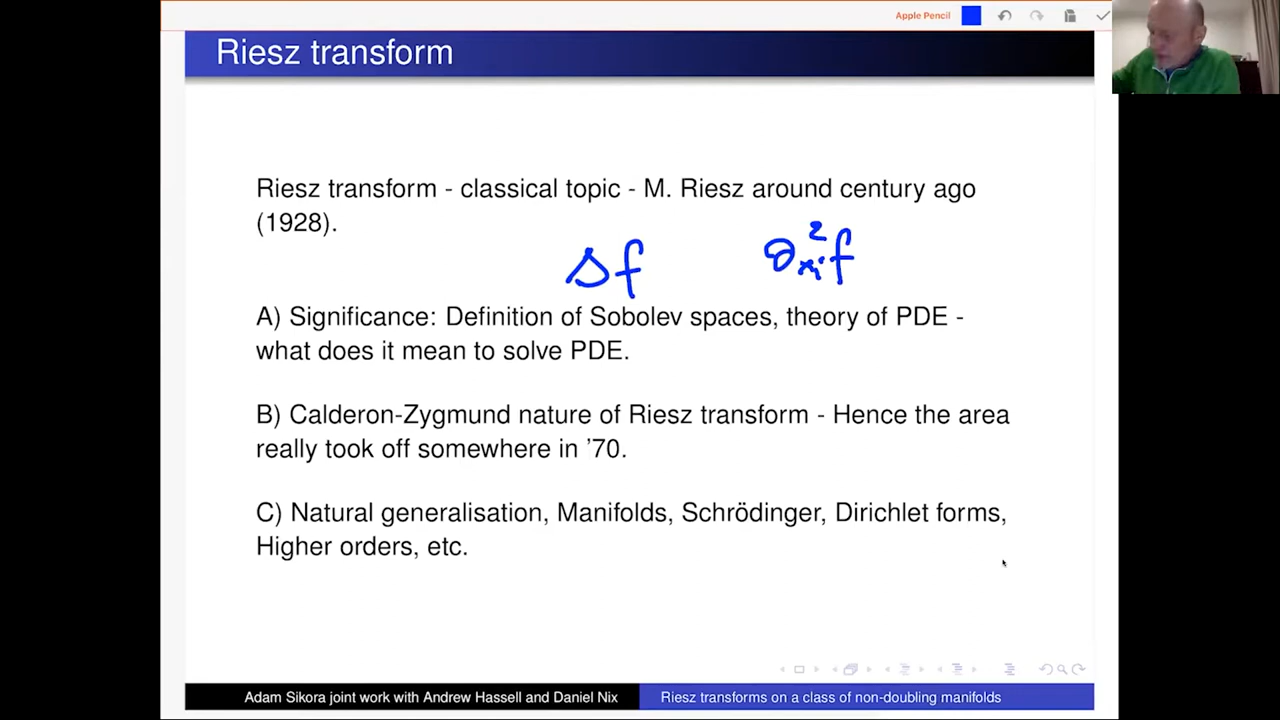 Apple Pencil
Riesz transform
Riesz transform - classical topic - M. Riesz around century ago
(1928).
Δf ∂²ₓᵢf
A) Significance: Definition of Sobolev spaces, theory of PDE -
what does it mean to solve PDE.
B) Calderon-Zygmund nature of Riesz transform - Hence the area
really took off somewhere in ’70.
C) Natural generalisation, Manifolds, Schrödinger, Dirichlet forms,
Higher orders, etc.
Adam Sikora joint work with Andrew Hassell and Daniel Nix
Riesz transforms on a class of non-doubling manifolds